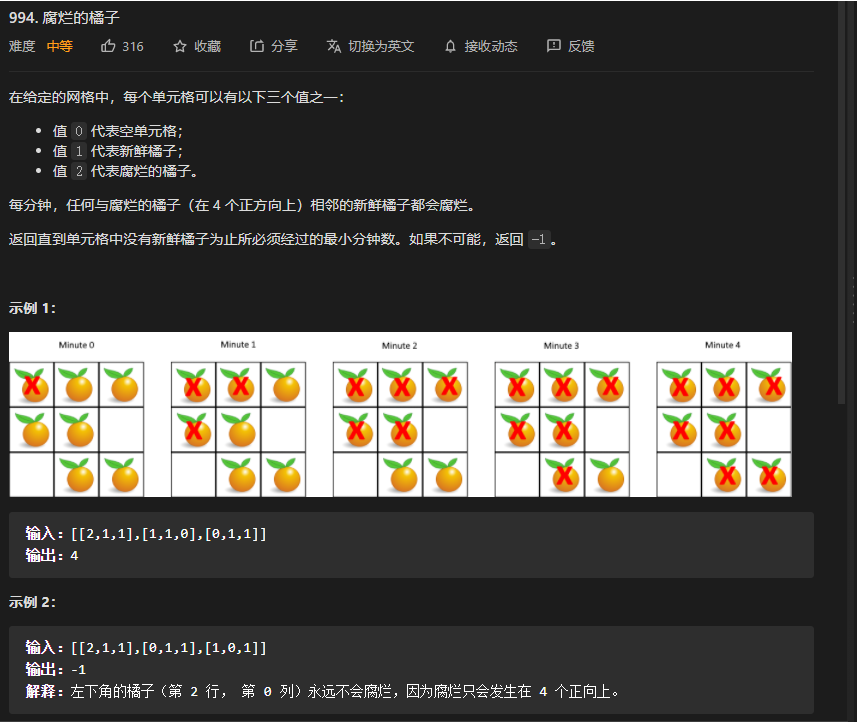 994. 腐烂的橘子
难度 中等 316 收藏 分享 切换为英文 接收动态 反馈
在给定的网格中，每个单元格可以有以下三个值之一：
• 值 0 代表空单元格；
• 值 1 代表新鲜橘子；
• 值 2 代表腐烂的橘子。
每分钟，任何与腐烂的橘子（在 4 个正方向上）相邻的新鲜橘子都会腐烂。
返回直到单元格中没有新鲜橘子为止所必须经过的最小分钟数。如果不可能，返回 -1 。
示例 1：
Minute 0 Minute 1 Minute 2 Minute 3 Minute 4
输入：[[2,1,1],[1,1,0],[0,1,1]]
输出：4
示例 2：
输入：[[2,1,1],[0,1,1],[1,0,1]]
输出：-1
解释：左下角的橘子（第 2 行， 第 0 列）永远不会腐烂，因为腐烂只会发生在 4 个正向上。